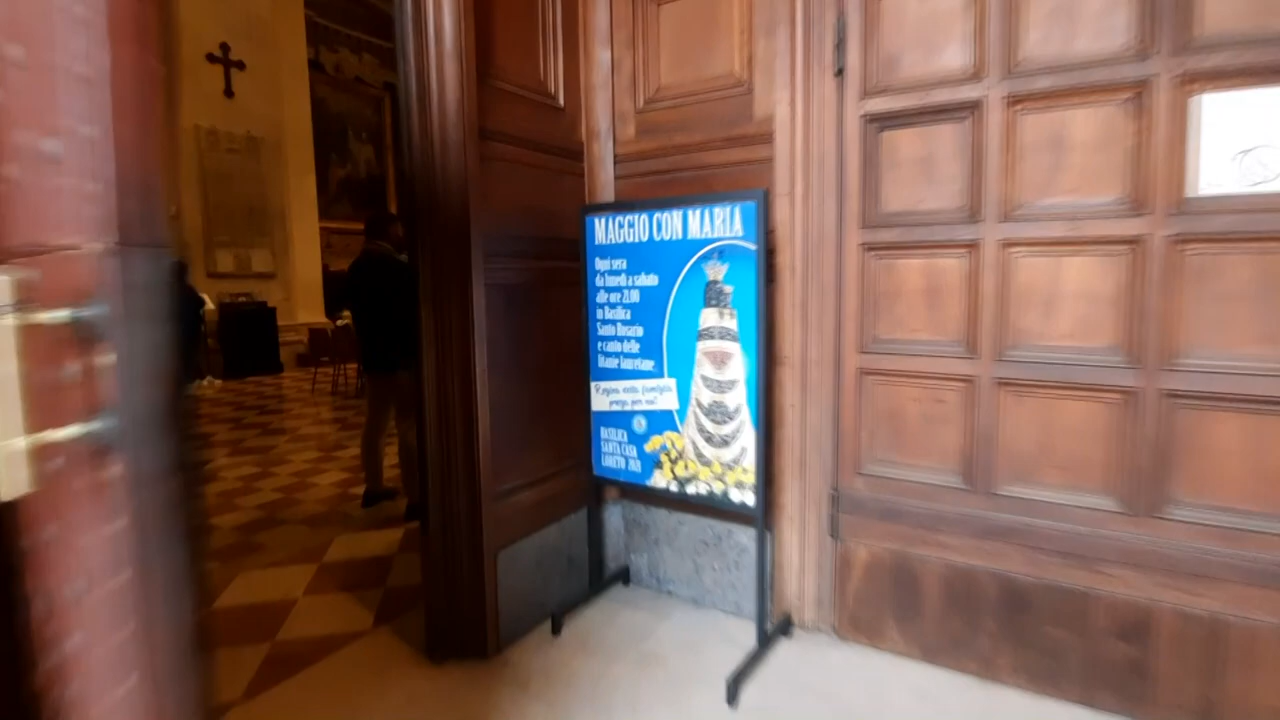 MAGGIO CON MARIA
Ogni sera
da lunedì a sabato
alle ore 21.00
in Basilica
Santo Rosario
e canto delle
litanie lauretane.
"Regina della famiglia
prega per noi"
BASILICA
SANTA CASA
LORETO 2021